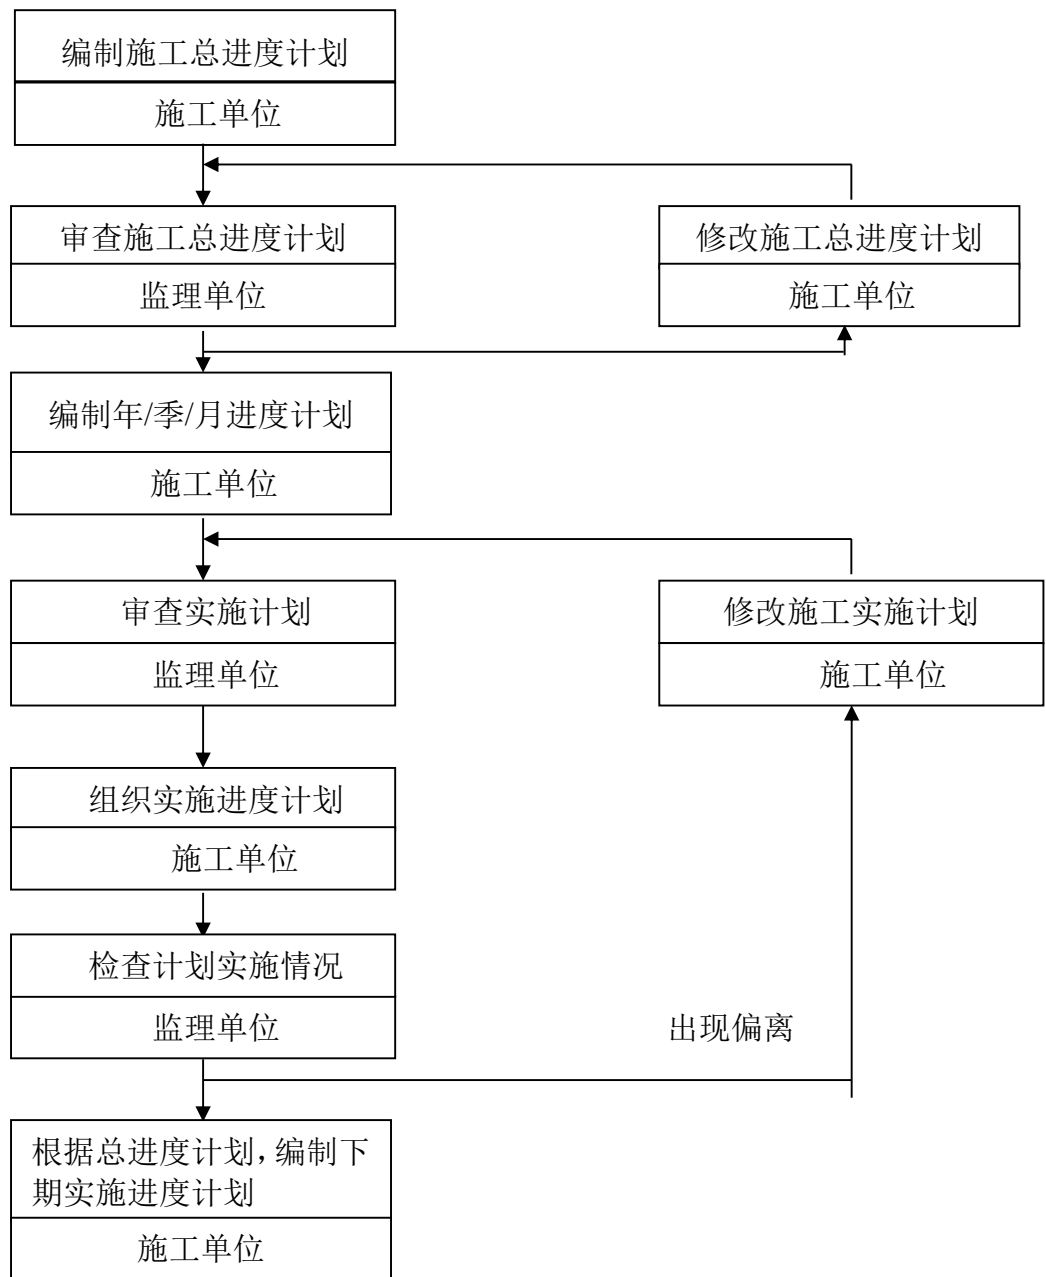 编制施工总进度计划
施工单位
审查施工总进度计划
监理单位
修改施工总进度计划
施工单位
编制年/季/月进度计划
施工单位
审查实施计划
监理单位
修改施工实施计划
施工单位
组织实施进度计划
施工单位
检查计划实施情况
监理单位
出现偏离
根据总进度计划，编制下
期实施进度计划
施工单位